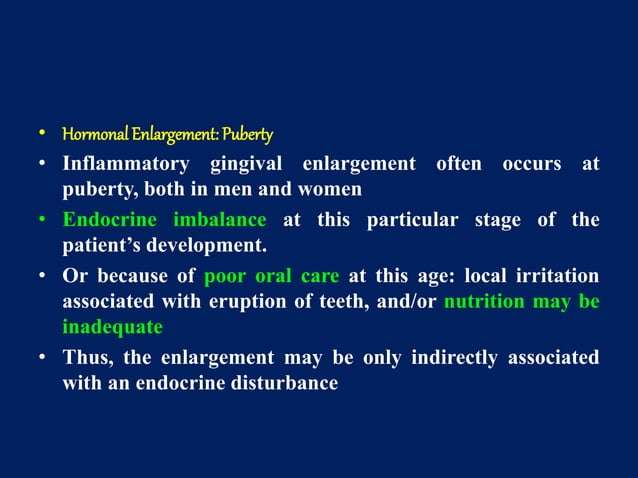 • Hormonal Enlargement: Puberty
• Inflammatory gingival enlargement often occurs at
puberty, both in men and women
• Endocrine imbalance at this particular stage of the
patient’s development.
• Or because of poor oral care at this age: local irritation
associated with eruption of teeth, and/or nutrition may be
inadequate
• Thus, the enlargement may be only indirectly associated
with an endocrine disturbance